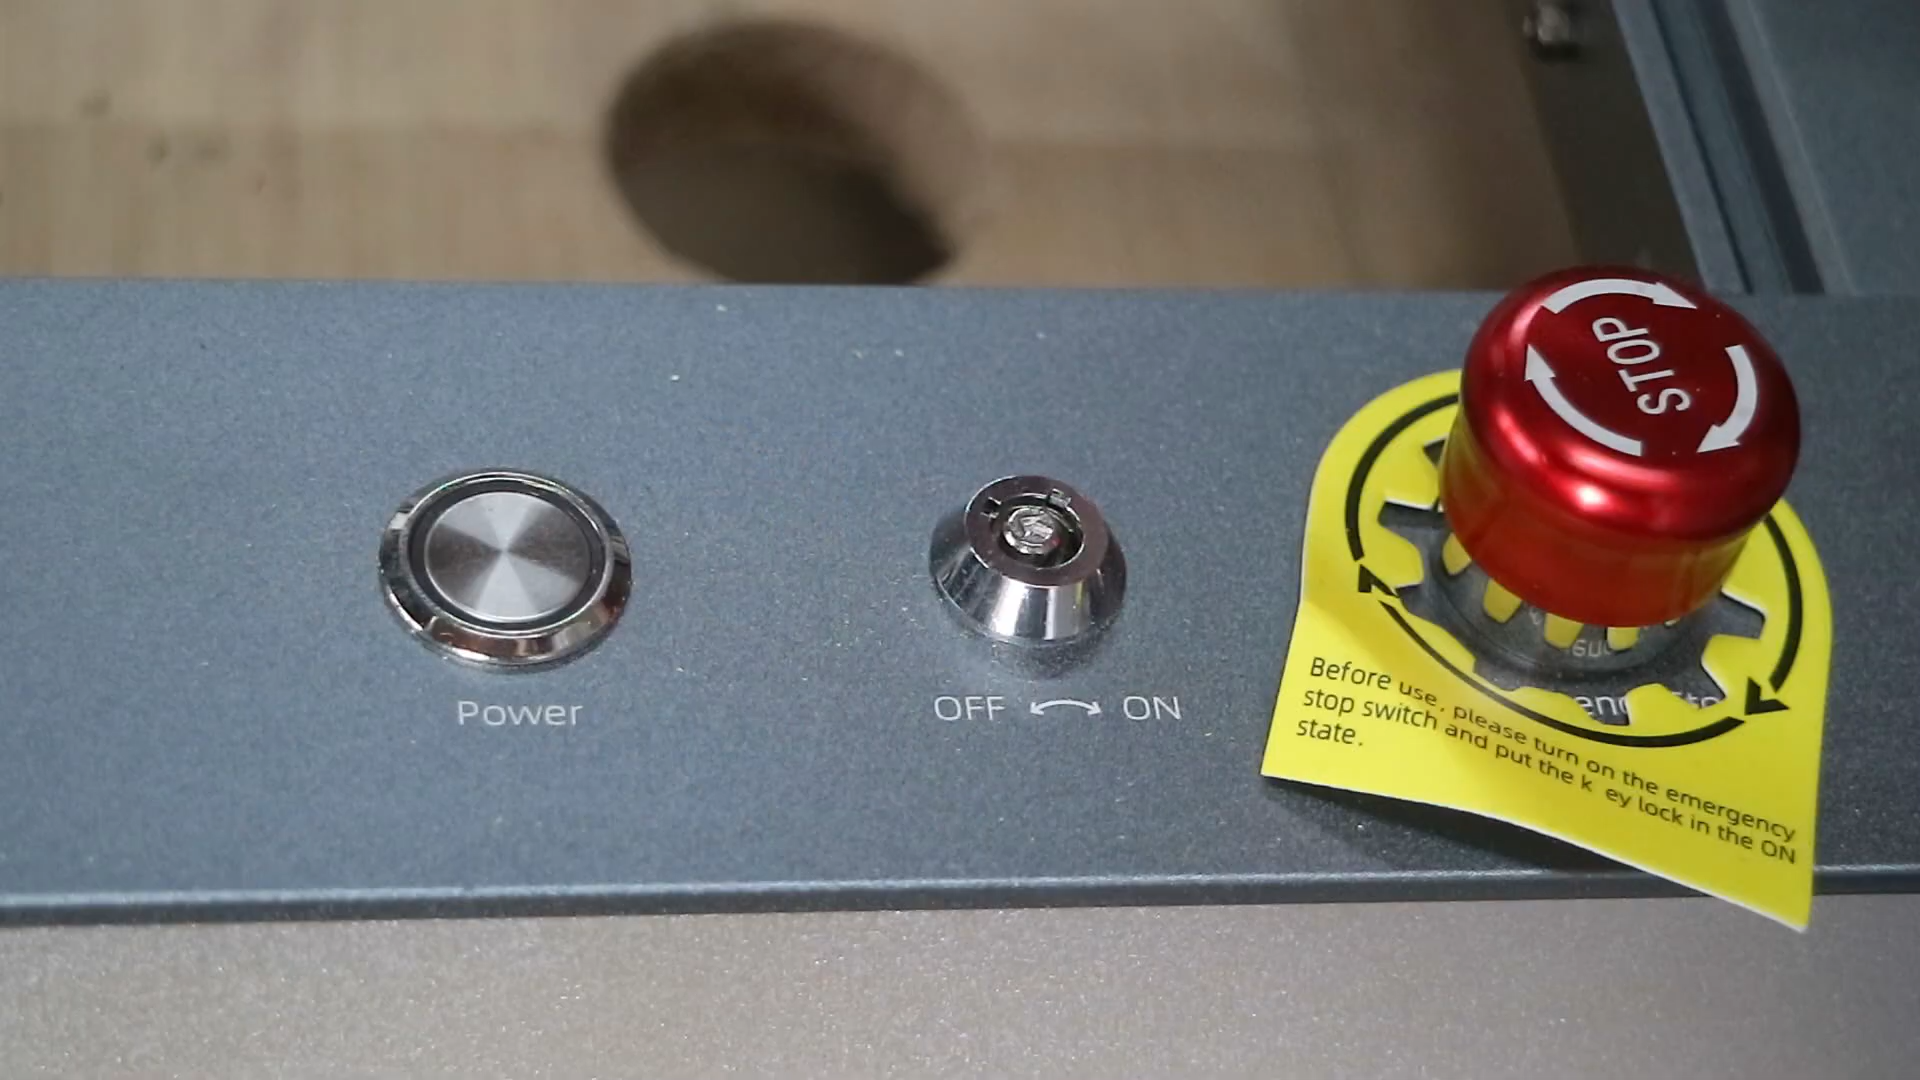 STOP
Power
OFF ON
Before use, please turn on the emergency
stop switch and put the k ey lock in the ON
state.